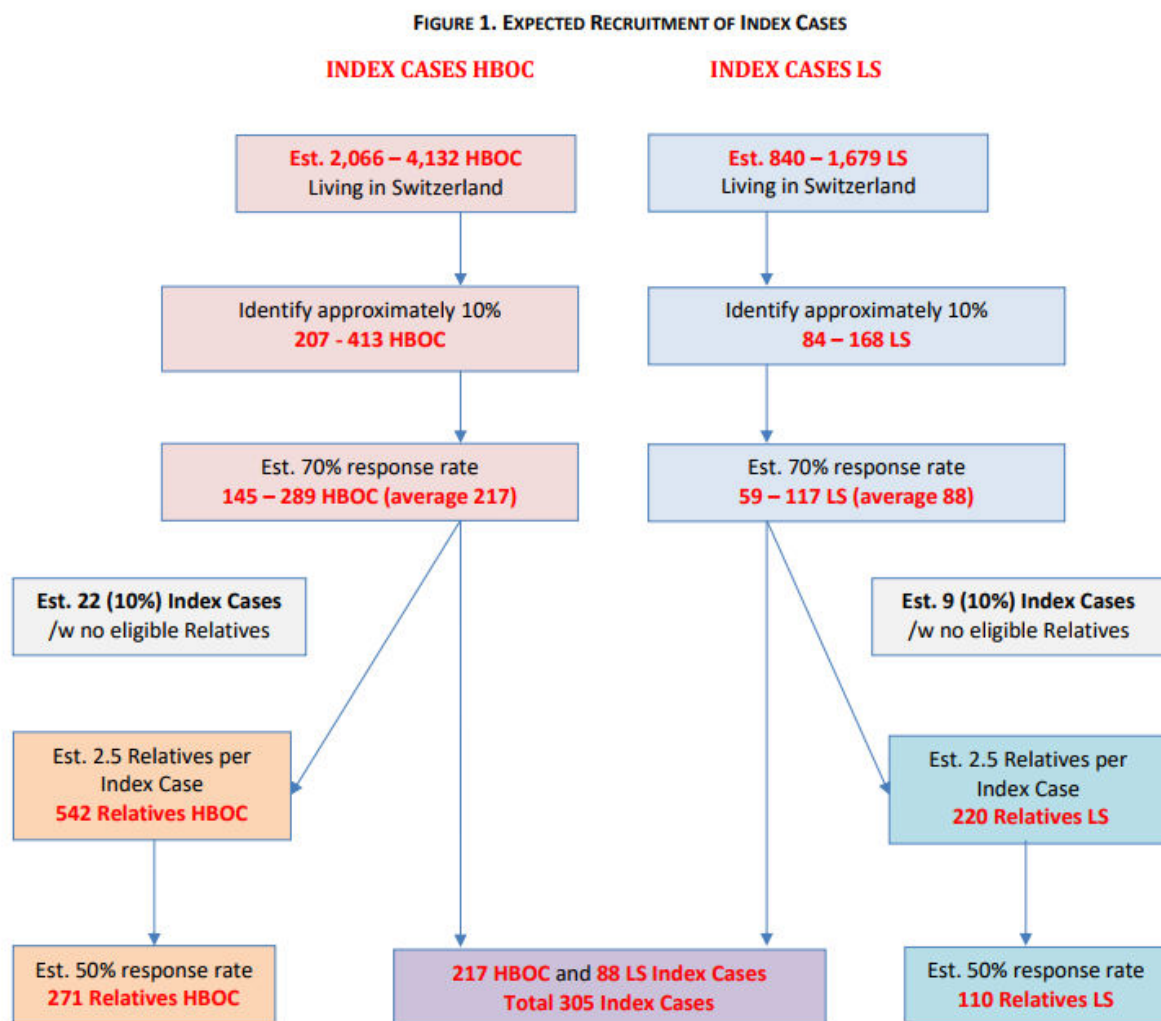 FIGURE 1. EXPECTED RECRUITMENT OF INDEX CASES
INDEX CASES HBOC
INDEX CASES LS
Est. 2,066 – 4,132 HBOC
Living in Switzerland
Est. 840 – 1,679 LS
Living in Switzerland
Identify approximately 10%
207 - 413 HBOC
Identify approximately 10%
84 – 168 LS
Est. 70% response rate
145 – 289 HBOC (average 217)
Est. 70% response rate
59 – 117 LS (average 88)
Est. 22 (10%) Index Cases
/w no eligible Relatives
Est. 9 (10%) Index Cases
/w no eligible Relatives
Est. 2.5 Relatives per
Index Case
542 Relatives HBOC
Est. 2.5 Relatives per
Index Case
220 Relatives LS
Est. 50% response rate
271 Relatives HBOC
217 HBOC and 88 LS Index Cases
Total 305 Index Cases
Est. 50% response rate
110 Relatives LS